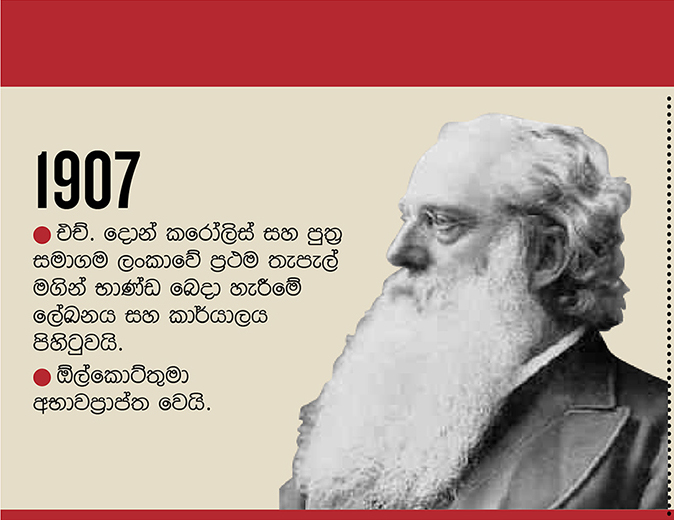 1907
● එච්. දොන් කරෝලිස් සහ පුත්‍ර
සමාගම ලංකාවේ ප්‍රථම තැපැල්
මගින් භාණ්ඩ බෙදා හැරීමේ
ලේඛනය සහ කාර්යාලය
පිහිටුවයි.
● ඕල්කොට්තුමා
අභාවප්‍රාප්ත වෙයි.